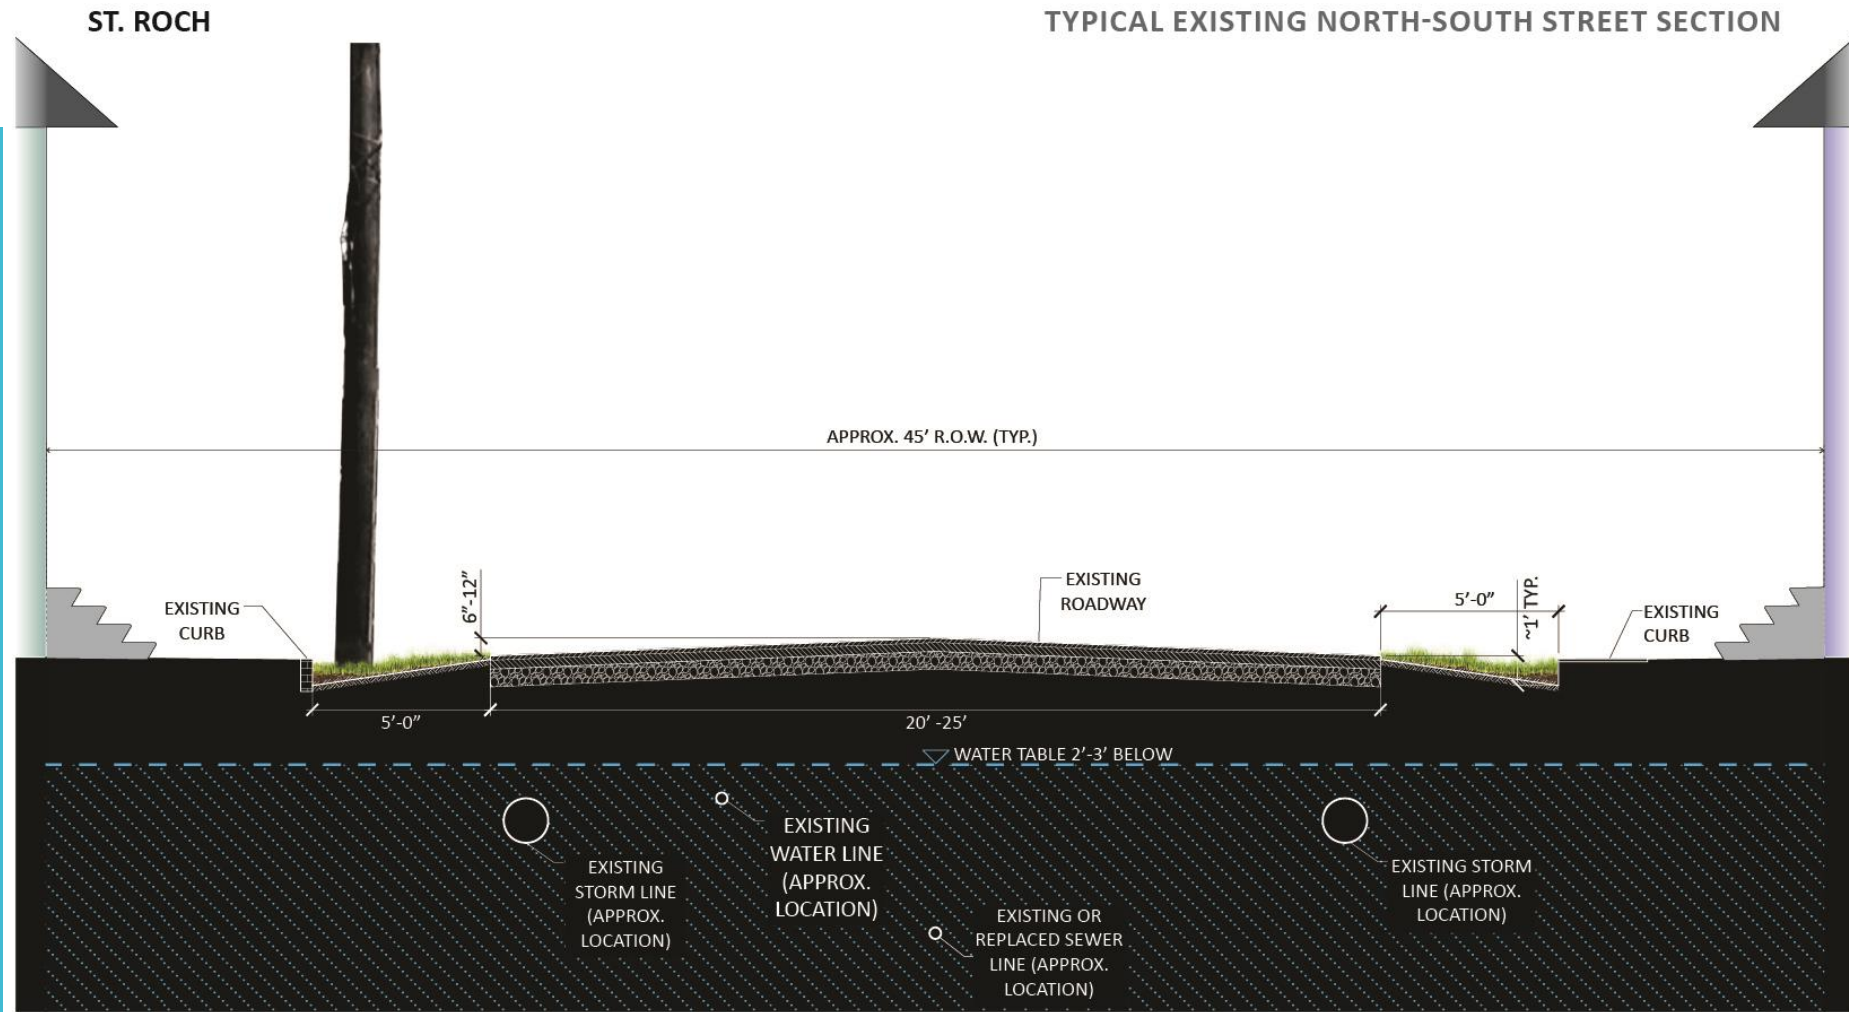 ST. ROCH
TYPICAL EXISTING NORTH-SOUTH STREET SECTION
APPROX. 45’ R.O.W. (TYP.)
6”-12”
EXISTING
CURB
EXISTING
ROADWAY
5’-0”
~1’ TYP.
EXISTING
CURB
5’-0”
20’ -25’
WATER TABLE 2’-3’ BELOW
EXISTING
STORM LINE
(APPROX.
LOCATION)
EXISTING
WATER LINE
(APPROX.
LOCATION)
EXISTING OR
REPLACED SEWER
LINE (APPROX.
LOCATION)
EXISTING STORM
LINE (APPROX.
LOCATION)